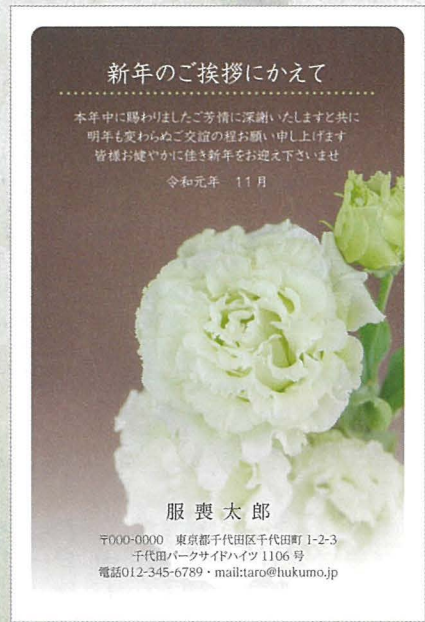 新年のご挨拶にかえて
本年中に賜わりましたご芳情に深謝いたしますと共に
明年も変わらぬご交誼の程お願い申し上げます
皆様お健やかに佳き新年をお迎え下さいませ
令和元年　11月
服喪太郎
〒000-0000　東京都千代田区千代田町 1-2-3
千代田パークサイドハイツ 1106 号
電話012-345-6789・mail:taro@hukumo.jp